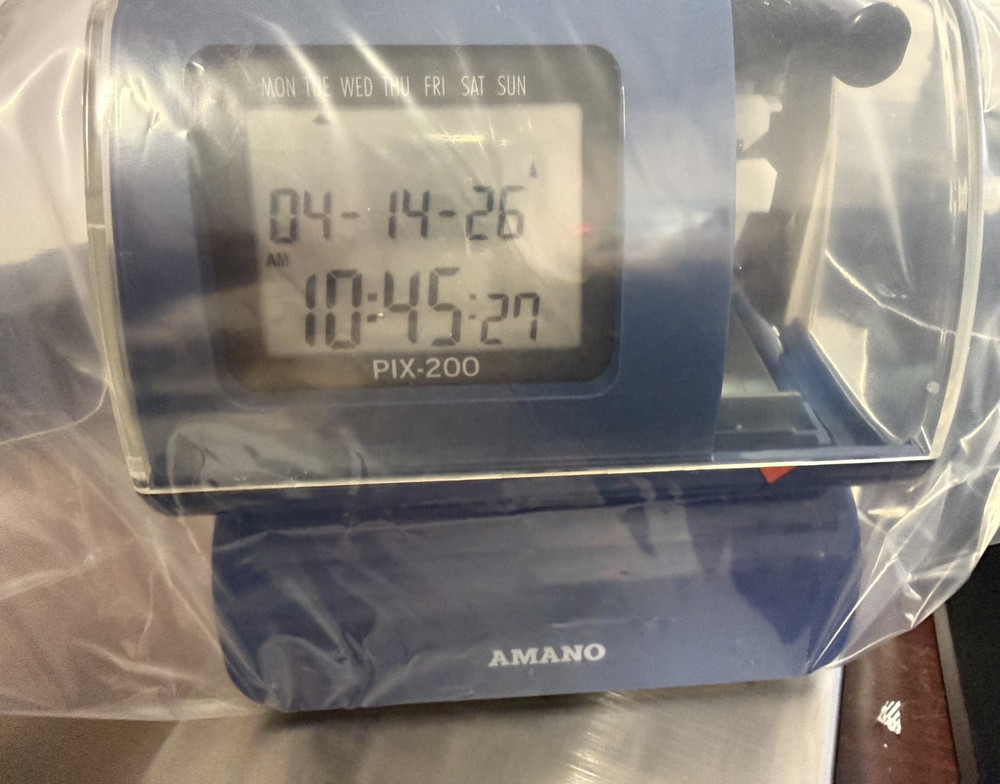 MON TUE WED THU FRI SAT SUN
04-14-26
AM
10:45:27
PIX-200
AMANO